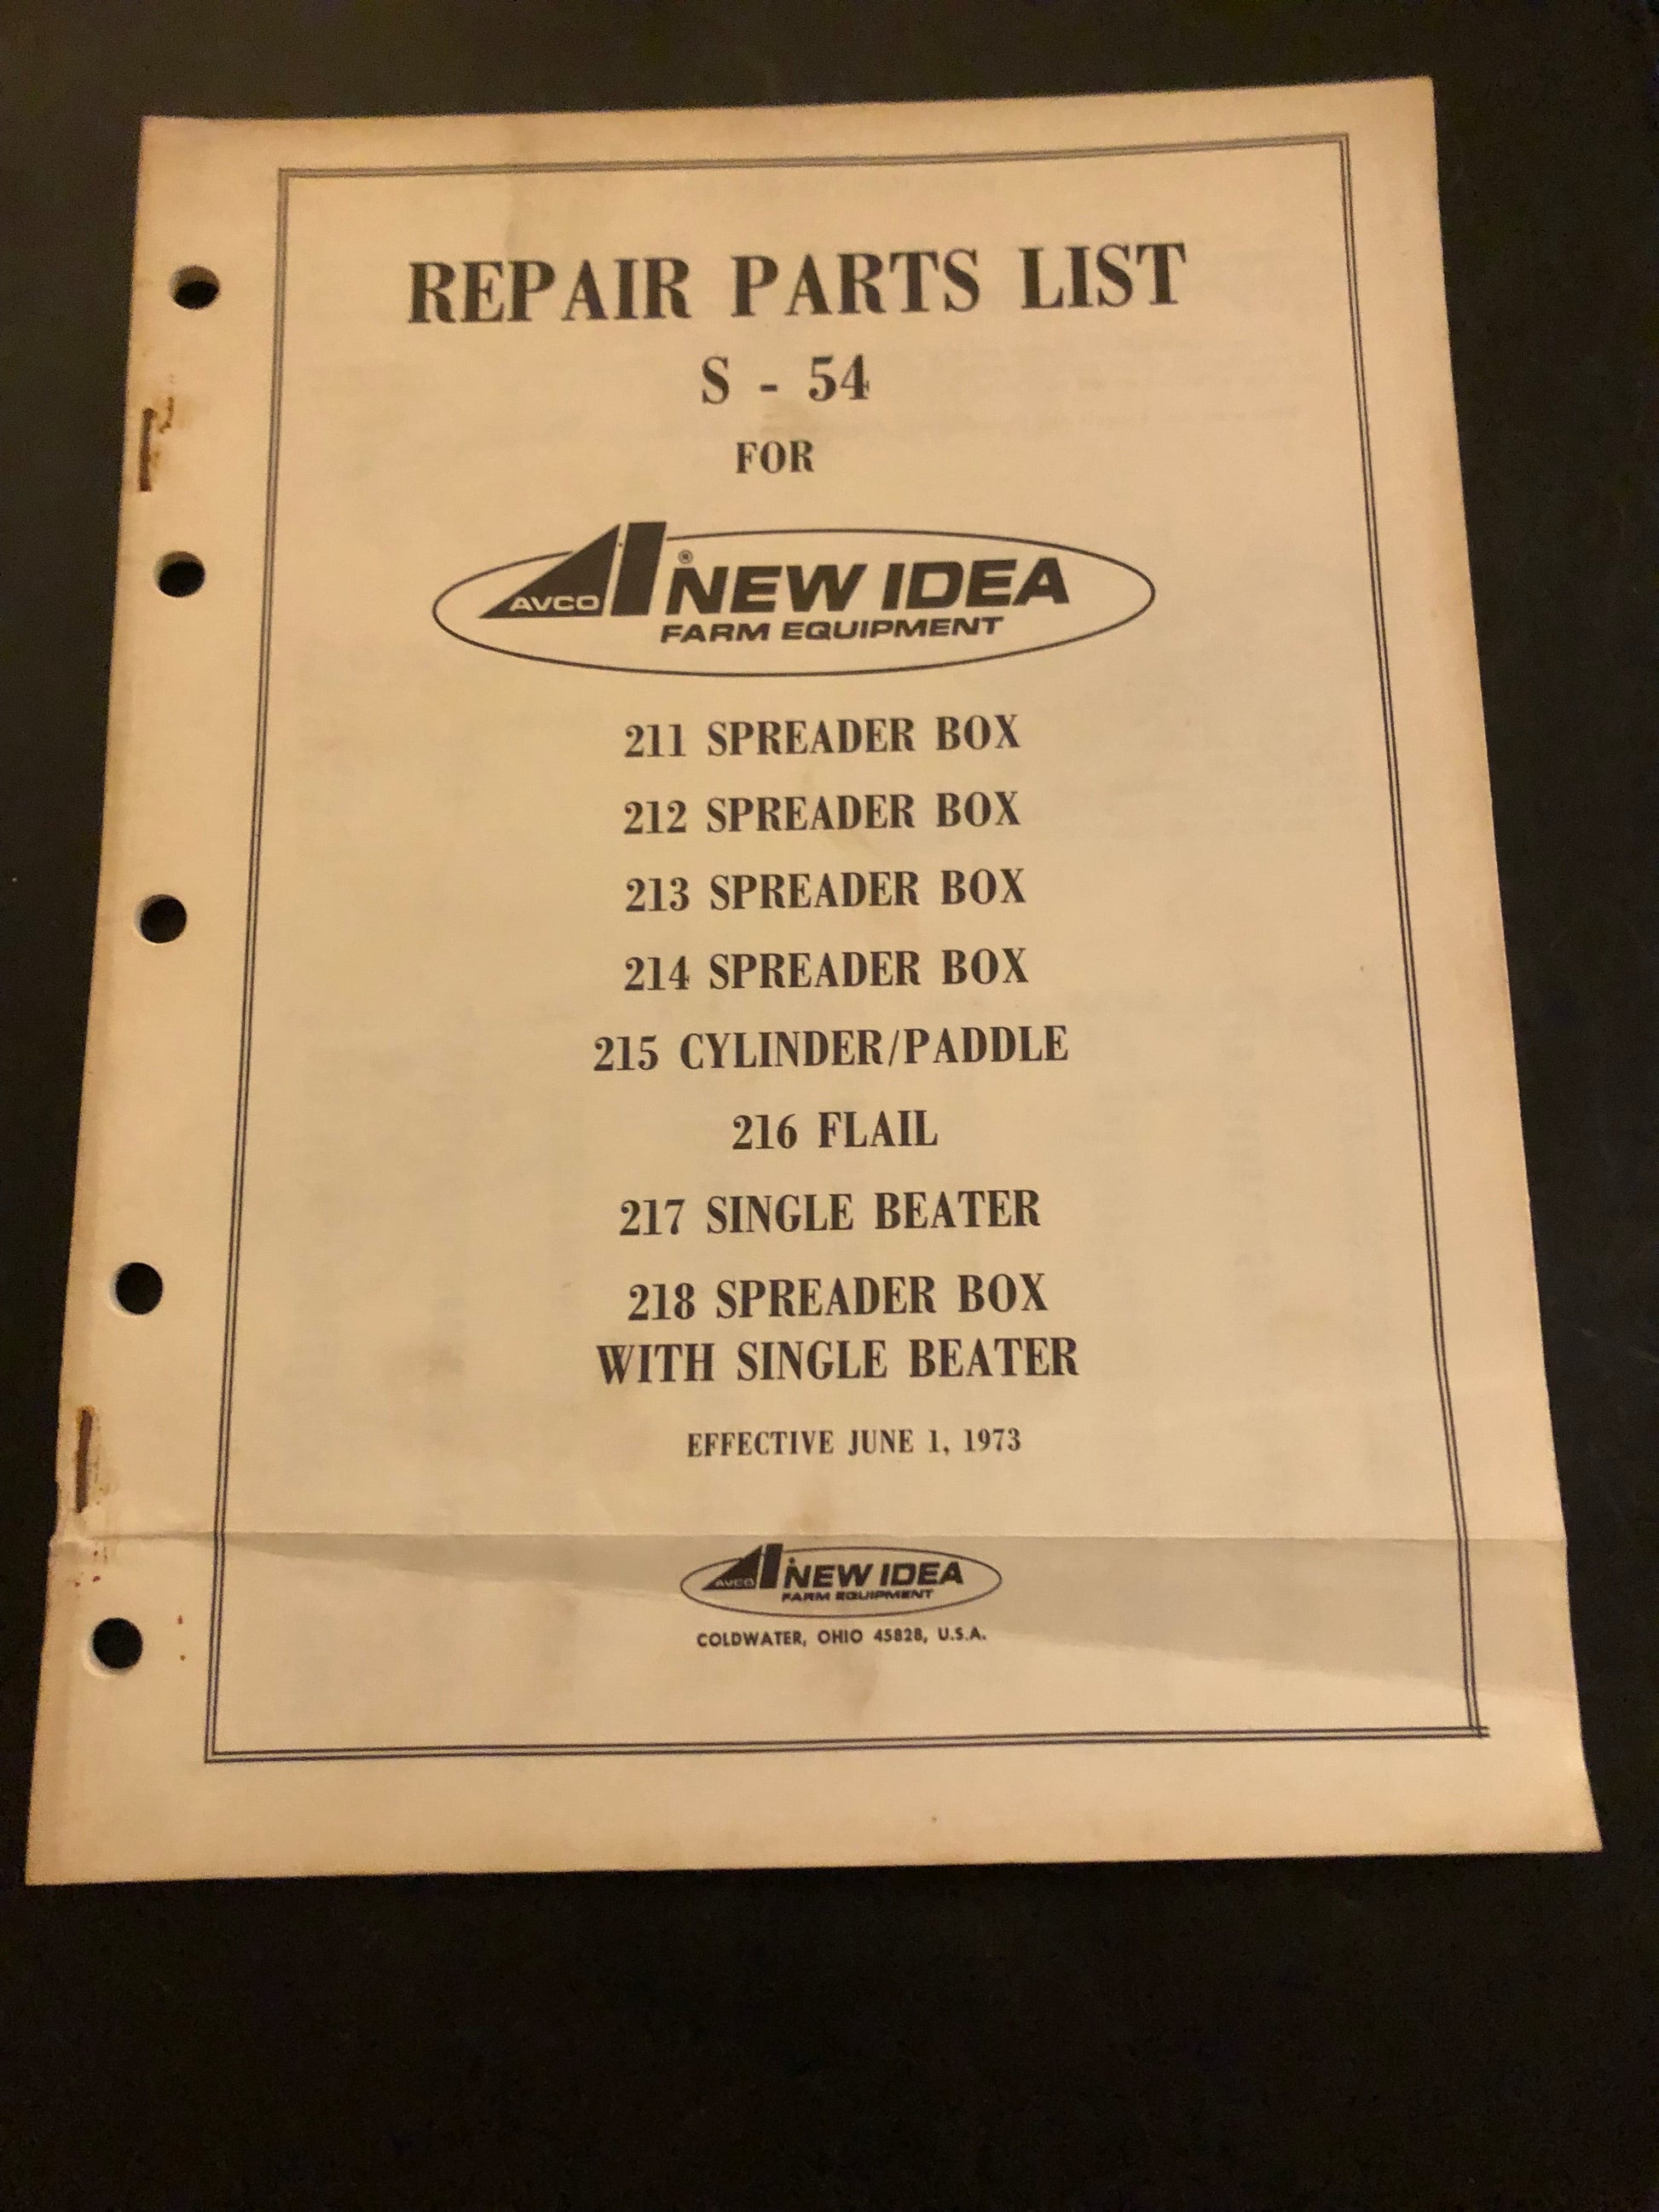 REPAIR PARTS LIST
S - 54
FOR
AVCO ® NEW IDEA
FARM EQUIPMENT
211 SPREADER BOX
212 SPREADER BOX
213 SPREADER BOX
214 SPREADER BOX
215 CYLINDER/PADDLE
216 FLAIL
217 SINGLE BEATER
218 SPREADER BOX
WITH SINGLE BEATER
EFFECTIVE JUNE 1, 1973
AVCO NEW IDEA
FARM EQUIPMENT
COLDWATER, OHIO 45828, U.S.A.